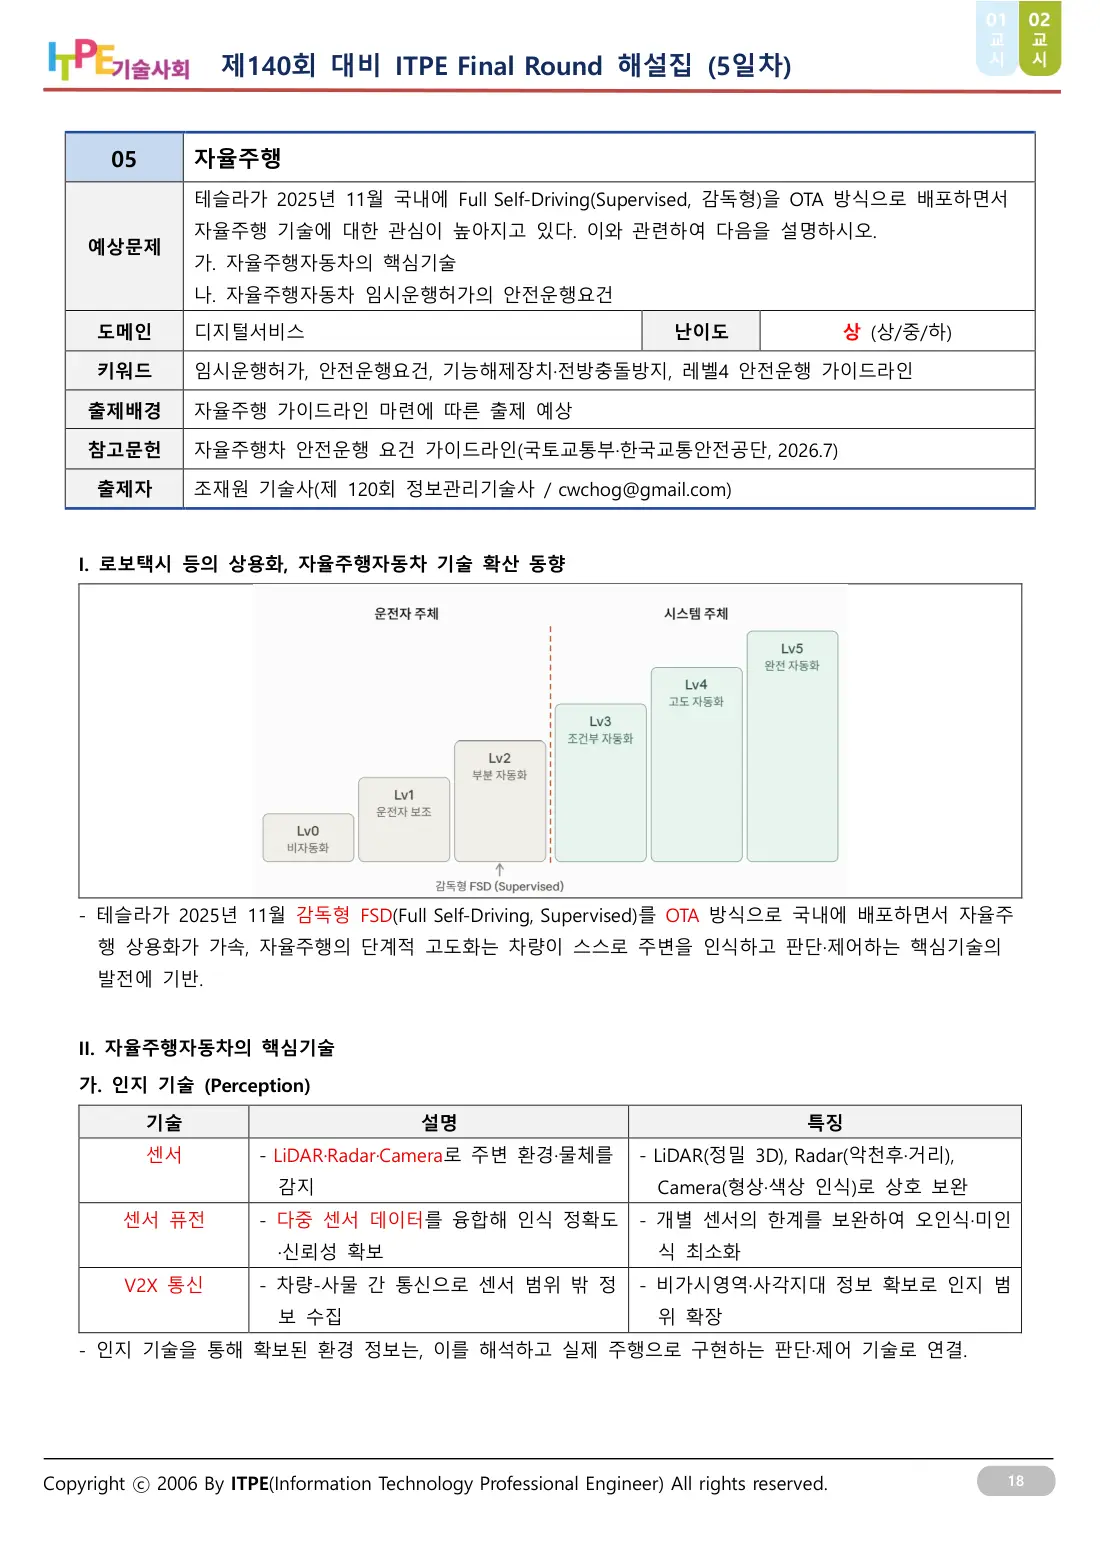 01
교
시
02
교
시
ITPE기술사회
제140회 대비 ITPE Final Round 해설집 (5일차)
05
자율주행
예상문제
테슬라가 2025년 11월 국내에 Full Self-Driving(Supervised, 감독형)을 OTA 방식으로 배포하면서
자율주행 기술에 대한 관심이 높아지고 있다. 이와 관련하여 다음을 설명하시오.
가. 자율주행자동차의 핵심기술
나. 자율주행자동차 임시운행허가의 안전운행요건
도메인
디지털서비스
난이도
상 (상/중/하)
키워드
임시운행허가, 안전운행요건, 기능해제장치·전방충돌방지, 레벨4 안전운행 가이드라인
출제배경
자율주행 가이드라인 마련에 따른 출제 예상
참고문헌
자율주행차 안전운행 요건 가이드라인(국토교통부·한국교통안전공단, 2026.7)
출제자
조재원 기술사(제 120회 정보관리기술사 / cwchog@gmail.com)
I. 로보택시 등의 상용화, 자율주행자동차 기술 확산 동향
운전자 주체
시스템 주체
Lv0
비자동화
Lv1
운전자 보조
Lv2
부분 자동화
Lv3
조건부 자동화
Lv4
고도 자동화
Lv5
완전 자동화
감독형 FSD (Supervised)
- 테슬라가 2025년 11월 감독형 FSD(Full Self-Driving, Supervised)를 OTA 방식으로 국내에 배포하면서 자율주
행 상용화가 가속, 자율주행의 단계적 고도화는 차량이 스스로 주변을 인식하고 판단·제어하는 핵심기술의
발전에 기반.
II. 자율주행자동차의 핵심기술
가. 인지 기술 (Perception)
기술
설명
특징
센서
- LiDAR·Radar·Camera로 주변 환경·물체를
감지
- LiDAR(정밀 3D), Radar(악천후·거리),
Camera(형상·색상 인식)로 상호 보완
센서 퓨전
- 다중 센서 데이터를 융합해 인식 정확도
·신뢰성 확보
- 개별 센서의 한계를 보완하여 오인식·미인
식 최소화
V2X 통신
- 차량-사물 간 통신으로 센서 범위 밖 정
보 수집
- 비가시영역·사각지대 정보 확보로 인지 범
위 확장
- 인지 기술을 통해 확보된 환경 정보는, 이를 해석하고 실제 주행으로 구현하는 판단·제어 기술로 연결.
Copyright ⓒ 2006 By ITPE(Information Technology Professional Engineer) All rights reserved.
18